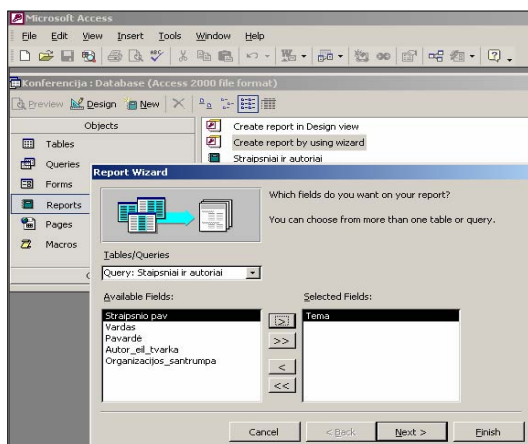 Microsoft Access
File Edit View Insert Tools Window Help
Konferencija : Database (Access 2000 file format)
Preview Design New
Objects
Tables
Queries
Forms
Reports
Pages
Macros
Create report in Design view
Create report by using wizard
Straipsniai ir autoriai
Report Wizard
Which fields do you want on your report?
You can choose from more than one table or query.
Tables/Queries
Query: Staipsniai ir autoriai
Available Fields:
Straipsnio pav
Vardas
Pavardė
Autor_eil_tvarka
Organizacijos_santrumpa
>
>>
<
<<
Selected Fields:
Tema
Cancel < Back Next > Finish